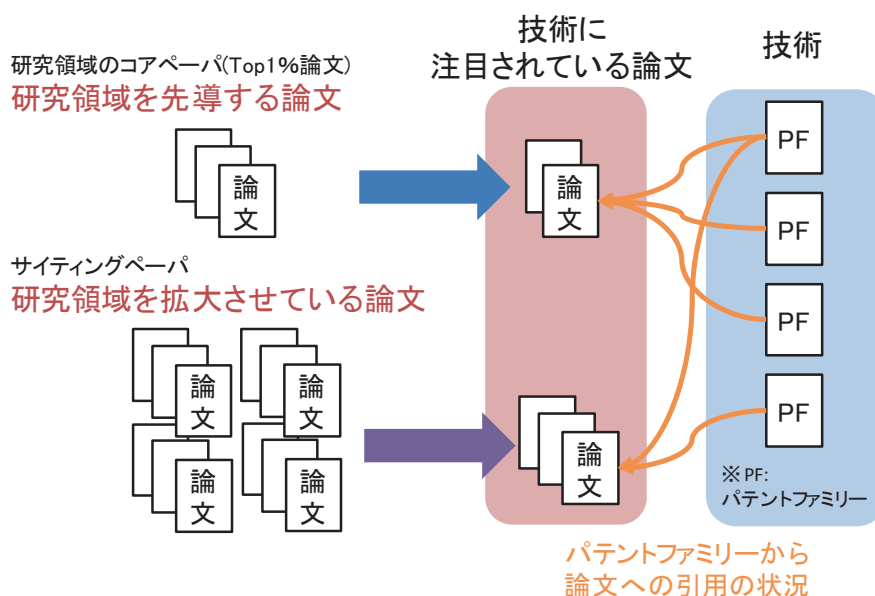 研究領域のコアペーパ(Top1%論文)
研究領域を先導する論文
論
文
サイティングペーパ
研究領域を拡大させている論文
論
文
論
文
論
文
論
文
技術に
注目されている論文
論
文
論
文
技術
PF
PF
PF
PF
※PF:
パテントファミリー
パテントファミリーから
論文への引用の状況